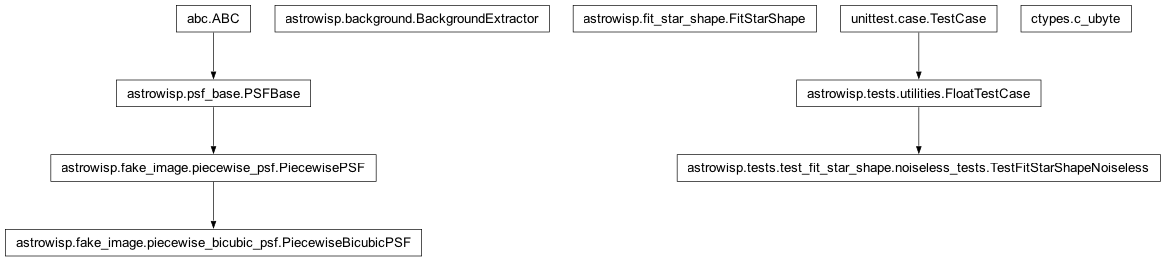 abc.ABC
astrowisp.background.BackgroundExtractor
astrowisp.fit_star_shape.FitStarShape
unittest.case.TestCase
ctypes.c_ubyte
astrowisp.psf_base.PSFBase
astrowisp.tests.utilities.FloatTestCase
astrowisp.fake_image.piecewise_psf.PiecewisePSF
astrowisp.tests.test_fit_star_shape.noiseless_tests.TestFitStarShapeNoiseless
astrowisp.fake_image.piecewise_bicubic_psf.PiecewiseBicubicPSF